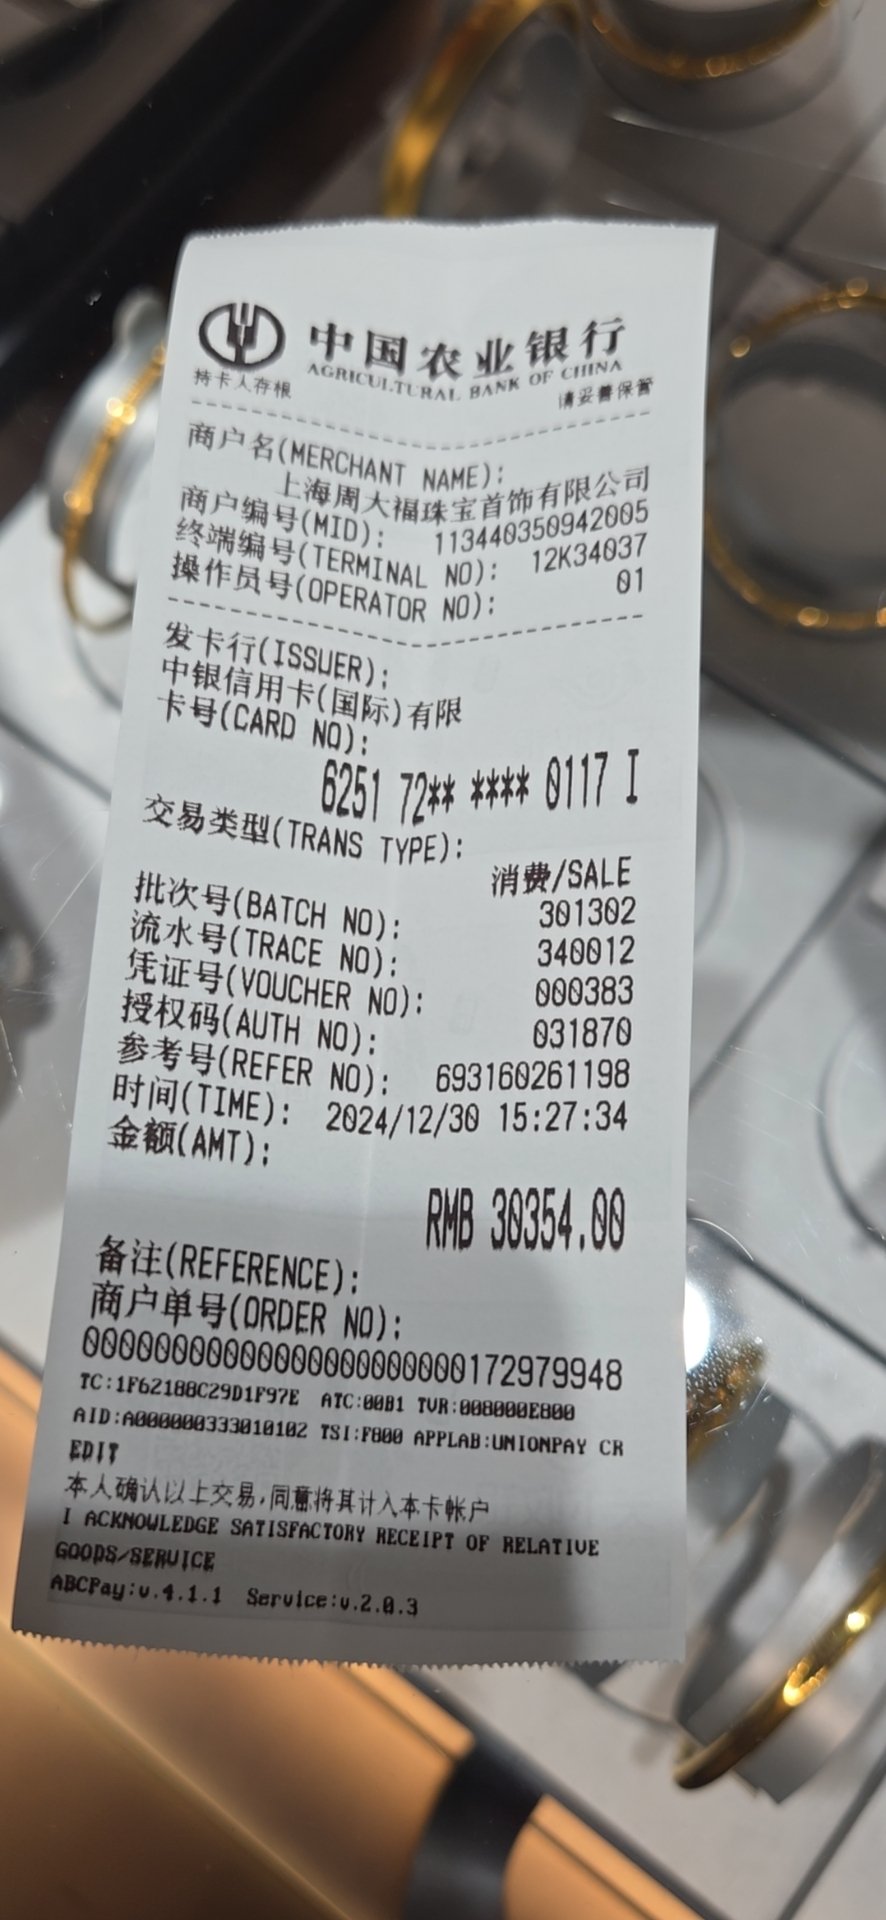 中国农业银行
AGRICULTURAL BANK OF CHINA
持卡人存根 请妥善保管
商户名(MERCHANT NAME):
上海周大福珠宝首饰有限公司
商户编号(MID): 113440350942005
终端编号(TERMINAL NO): 12K34037
操作员号(OPERATOR NO): 01
发卡行(ISSUER):
中银信用卡(国际)有限
卡号(CARD NO):
6251 72** **** 0117 I
交易类型(TRANS TYPE):
消费/SALE
批次号(BATCH NO): 301302
流水号(TRACE NO): 340012
凭证号(VOUCHER NO): 000383
授权码(AUTH NO): 031870
参考号(REFER NO): 693160261198
时间(TIME): 2024/12/30 15:27:34
金额(AMT):
RMB 30354.00
备注(REFERENCE):
商户单号(ORDER NO):
00000000000000000000000172979948
TC:1F62188C29D1F97E ATC:00B1 TVR:008000E800
AID:A000000333010102 TSI:F800 APPLAB:UNIONPAY CR
EDIT
本人确认以上交易,同意将其计入本卡帐户
I ACKNOWLEDGE SATISFACTORY RECEIPT OF RELATIVE
GOODS/SERVICE
ABCPay:v.4.1.1 Service:v.2.0.3